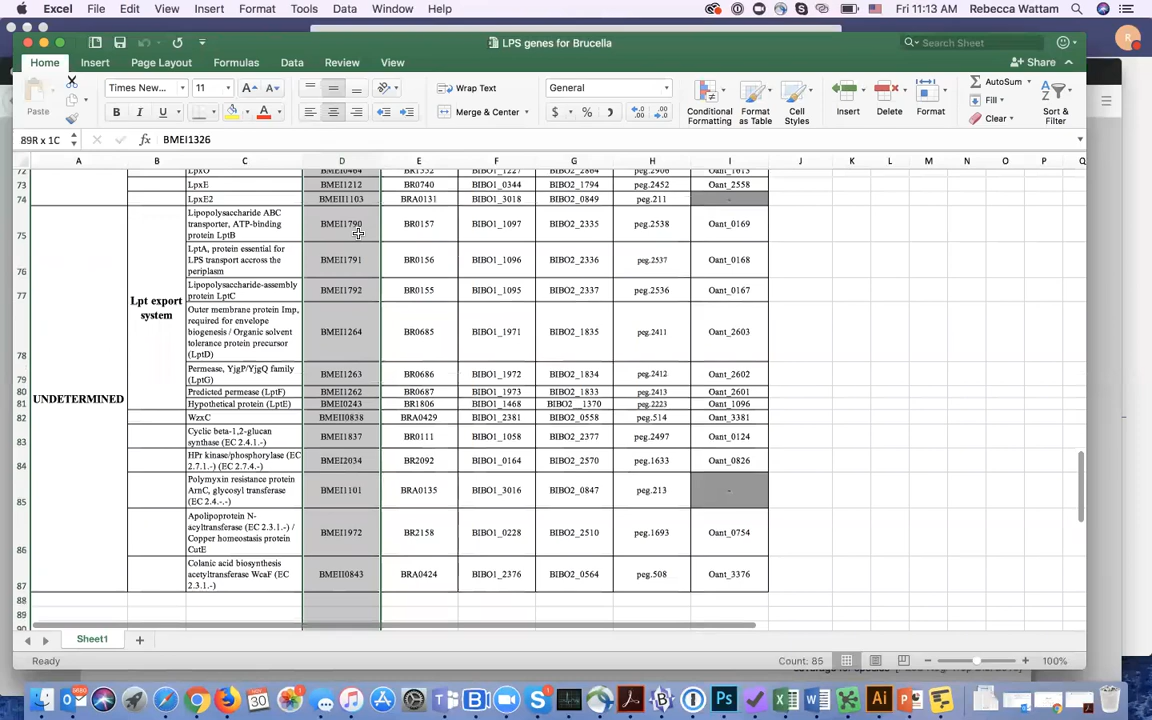 Excel File Edit View Insert Format Tools Data Window Help Fri 11:13 AM Rebecca Wattam
LPS genes for Brucella
Search Sheet
Home Insert Page Layout Formulas Data Review View Share
Paste Times New... 11 A A Wrap Text General Conditional Formatting Format as Table Cell Styles Insert Delete Format AutoSum Sort & Filter
B I U A Merge & Center $ % Fill
Clear
89R x 1C fx BMEI1326
A B C D E F G H I J K L M N O P Q
72 LpxO BMEI0464 BR1552 BIBO1_1227 BIBO2_2864 peg.2906 Oant_1613
73 LpxE BMEI1212 BR0740 BIBO1_0344 BIBO2_1794 peg.2452 Oant_2558
74 LpxE2 BMEII1103 BRA0131 BIBO1_3018 BIBO2_0849 peg.211 -
UNDETERMINED
Lpt export
system
Lipopolysaccharide ABC
transporter, ATP-binding
protein LptB
75 BMEI1790 BR0157 BIBO2_2335 peg.2538 Oant_0169
LptA, protein essential for
LPS transport accross the
periplasm
76 BMEI1791 BR0156 BIBO1_1096 BIBO2_2336 peg.2537 Oant_0168
Lipopolysaccharide-assembly
protein LptC
77 BMEI1792 BR0155 BIBO1_1095 BIBO2_2337 peg.2536 Oant_0167
Outer membrane protein Imp,
required for envelope
biogenesis / Organic solvent
tolerance protein precursor
(LptD)
78 BMEI1264 BR0685 BIBO1_1971 BIBO2_1835 peg.2411 Oant_2603
Permease, YjgP/YjgQ family
(LptG)
79 BMEI1263 BR0686 BIBO1_1972 BIBO2_1834 peg.2412 Oant_2602
80 Predicted permease (LptF) BMEI1262 BR0687 BIBO1_1973 BIBO2_1833 peg.2413 Oant_2601
81 Hypothetical protein (LptE) BMEI0243 BR1806 BIBO1_1468 BIBO2__1370 peg.2223 Oant_1096
82 WzxC BMEII0838 BRA0429 BIBO1_2381 BIBO2_0558 peg.514 Oant_3381
Cyclic beta-1,2-glucan
synthase (EC 2.4.1.-)
83 BMEI1837 BR0111 BIBO1_1058 BIBO2_2377 peg.2497 Oant_0124
HPr kinase/phosphorylase (EC
2.7.1.-) (EC 2.7.4.-)
84 BMEI2034 BR2092 BIBO1_0164 BIBO2_2570 peg.1633 Oant_0826
Polymyxin resistance protein
ArnC, glycosyl transferase
(EC 2.4.-.-)
85 BMEI1101 BRA0135 BIBO1_3016 BIBO2_0847 peg.213 -
Apolipoprotein N-
acyltransferase (EC 2.3.1.-) /
Copper homeostasis protein
CutE
86 BMEI1972 BR2158 BIBO1_0228 BIBO2_2510 peg.1693 Oant_0754
Colanic acid biosynthesis
acetyltransferase WcaF (EC
2.3.1.-)
87 BMEII0843 BRA0424 BIBO1_2376 BIBO2_0564 peg.508 Oant_3376
88
89
90
Sheet1
Ready Count: 85 100%